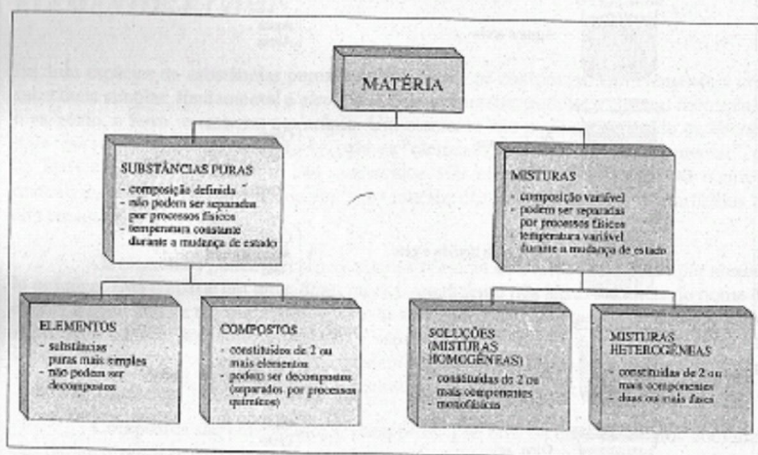 MATÉRIA
SUBSTÂNCIAS PURAS
- composição definida
- não podem ser separadas
por processos físicos
- temperatura constante
durante a mudança de estado
MISTURAS
- composição variável
- podem ser separadas
por processos físicos
- temperatura variável
durante a mudança de estado
ELEMENTOS
- substâncias
puras mais simples
- não podem ser
decompostos
COMPOSTOS
- constituídos de 2 ou
mais elementos
- podem ser decompostos
(separados por processos
químicos)
SOLUÇÕES
(MISTURAS
HOMOGÊNEAS)
- constituídas de 2 ou
mais componentes
- monofásicas
MISTURAS
HETEROGÊNEAS
- constituídas de 2 ou
mais componentes
- duas ou mais fases